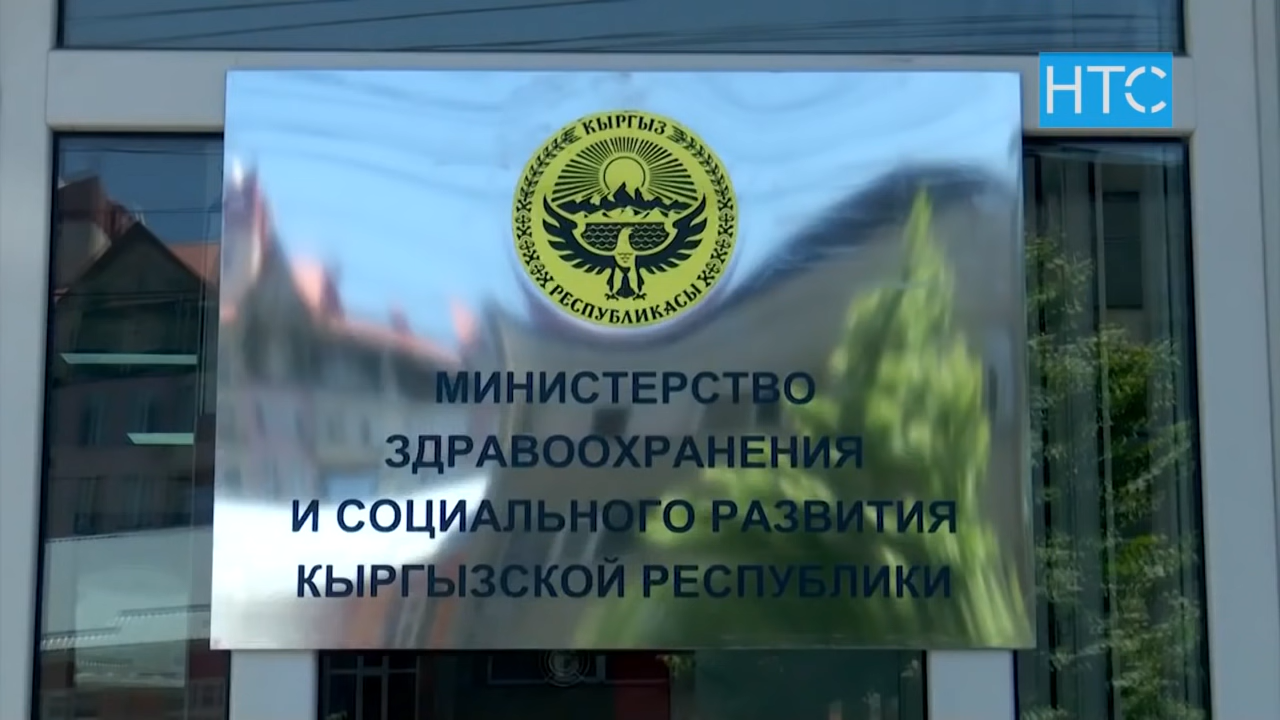 НТС
КЫРГЫЗ
РЕСПУБЛИКАСЫ
МИНИСТЕРСТВО
ЗДРАВООХРАНЕНИЯ
И СОЦИАЛЬНОГО РАЗВИТИЯ
КЫРГЫЗСКОЙ РЕСПУБЛИКИ